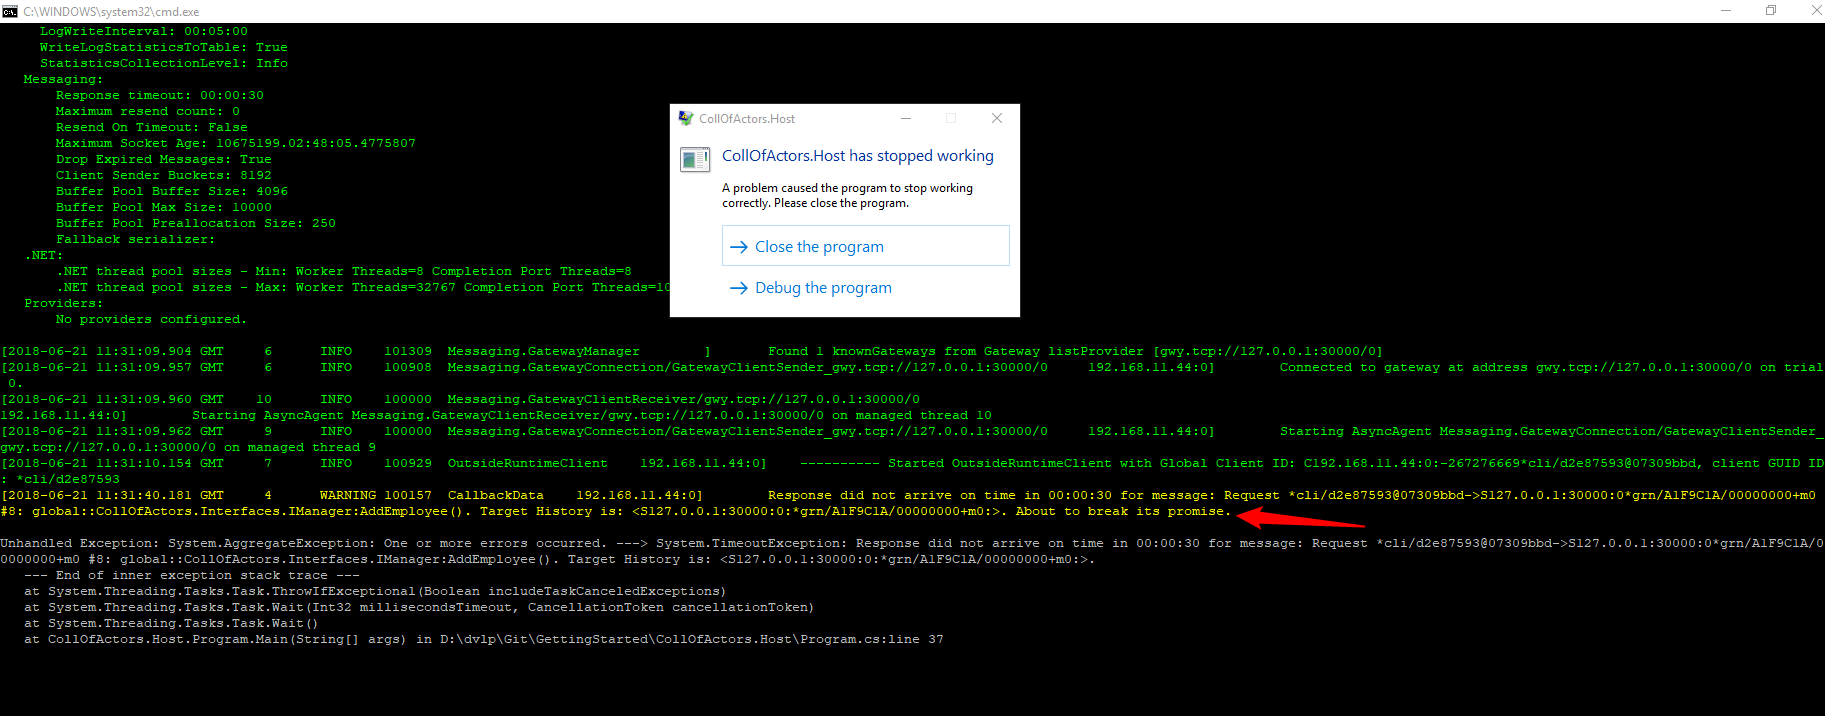 C:\WINDOWS\system32\cmd.exe
LogWriteInterval: 00:05:00
WriteLogStatisticsToTable: True
StatisticsCollectionLevel: Info
Messaging:
Response timeout: 00:00:30
Maximum resend count: 0
Resend On Timeout: False
Maximum Socket Age: 10675199.02:48:05.4775807
Drop Expired Messages: True
Client Sender Buckets: 8192
Buffer Pool Buffer Size: 4096
Buffer Pool Max Size: 10000
Buffer Pool Preallocation Size: 250
Fallback serializer:
.NET:
.NET thread pool sizes - Min: Worker Threads=8 Completion Port Threads=8
.NET thread pool sizes - Max: Worker Threads=32767 Completion Port Threads=10
Providers:
No providers configured.
CollOfActors.Host
CollOfActors.Host has stopped working
A problem caused the program to stop working
correctly. Please close the program.
Close the program
Debug the program
[2018-06-21 11:31:09.904 GMT     6      INFO    101309  Messaging.GatewayManager        ]       Found 1 knownGateways from Gateway listProvider [gwy.tcp://127.0.0.1:30000/0]
[2018-06-21 11:31:09.957 GMT     6      INFO    100908  Messaging.GatewayConnection/GatewayClientSender_gwy.tcp://127.0.0.1:30000/0     192.168.11.44:0]        Connected to gateway at address gwy.tcp://127.0.0.1:30000/0 on trial
0.
[2018-06-21 11:31:09.960 GMT    10      INFO    100000  Messaging.GatewayClientReceiver/gwy.tcp://127.0.0.1:30000/0
192.168.11.44:0]        Starting AsyncAgent Messaging.GatewayClientReceiver/gwy.tcp://127.0.0.1:30000/0 on managed thread 10
[2018-06-21 11:31:09.962 GMT     9      INFO    100000  Messaging.GatewayConnection/GatewayClientSender_gwy.tcp://127.0.0.1:30000/0     192.168.11.44:0]        Starting AsyncAgent Messaging.GatewayConnection/GatewayClientSender_
gwy.tcp://127.0.0.1:30000/0 on managed thread 9
[2018-06-21 11:31:10.154 GMT     7      INFO    100929  OutsideRuntimeClient    192.168.11.44:0]    ---------- Started OutsideRuntimeClient with Global Client ID: C192.168.11.44:0:-267276669*cli/d2e87593@07309bbd, client GUID ID
: *cli/d2e87593
[2018-06-21 11:31:40.181 GMT     4      WARNING 100157  CallbackData    192.168.11.44:0]        Response did not arrive on time in 00:00:30 for message: Request *cli/d2e87593@07309bbd->S127.0.0.1:30000:0*grn/A1F9C1A/00000000+m0
#8: global::CollOfActors.Interfaces.IManager:AddEmployee(). Target History is: <S127.0.0.1:30000:0:*grn/A1F9C1A/00000000+m0:>. About to break its promise.
Unhandled Exception: System.AggregateException: One or more errors occurred. ---> System.TimeoutException: Response did not arrive on time in 00:00:30 for message: Request *cli/d2e87593@07309bbd->S127.0.0.1:30000:0*grn/A1F9C1A/0
0000000+m0 #8: global::CollOfActors.Interfaces.IManager:AddEmployee(). Target History is: <S127.0.0.1:30000:0:*grn/A1F9C1A/00000000+m0:>.
--- End of inner exception stack trace ---
at System.Threading.Tasks.Task.ThrowIfExceptional(Boolean includeTaskCanceledExceptions)
at System.Threading.Tasks.Task.Wait(Int32 millisecondsTimeout, CancellationToken cancellationToken)
at System.Threading.Tasks.Task.Wait()
at CollOfActors.Host.Program.Main(String[] args) in D:\dvlp\Git\GettingStarted\CollOfActors.Host\Program.cs:line 37